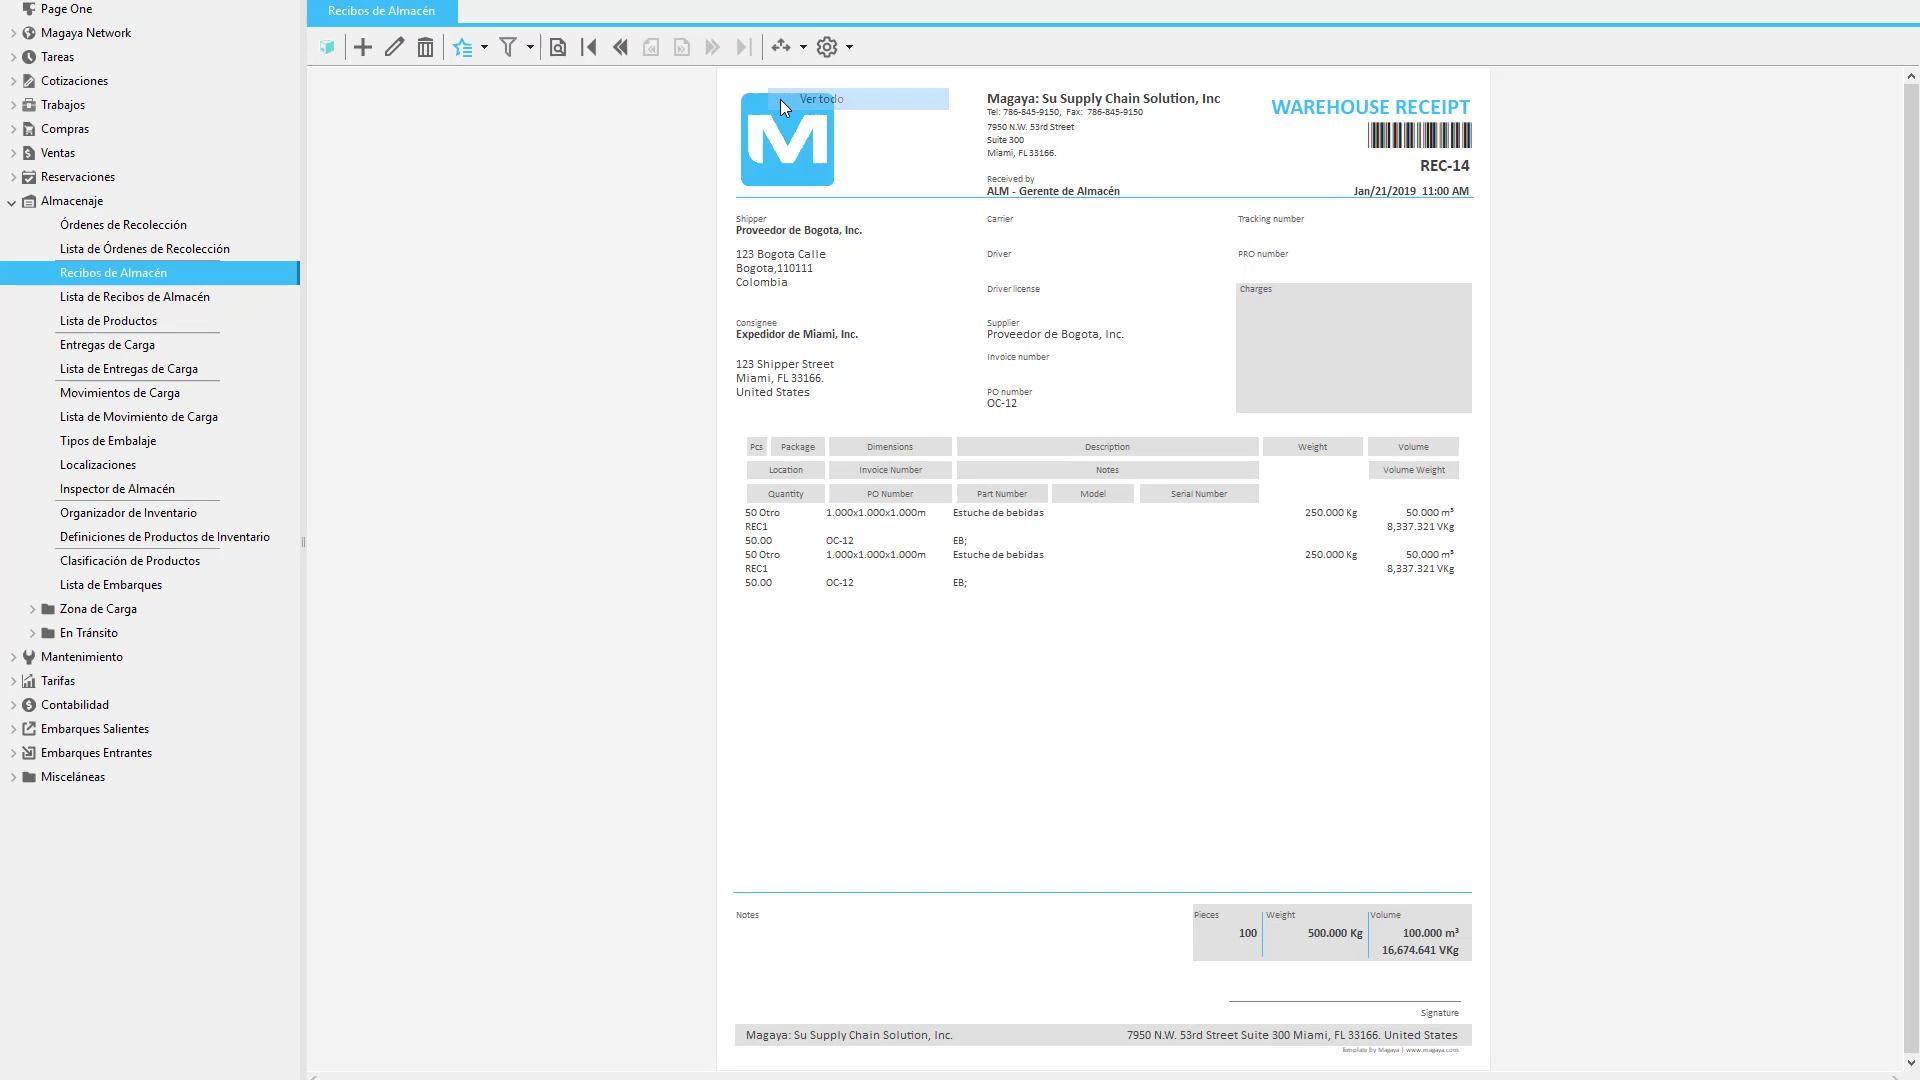 Page One
Magaya Network
Tareas
Cotizaciones
Trabajos
Compras
Ventas
Reservaciones
Almacenaje
Órdenes de Recolección
Lista de Órdenes de Recolección
Recibos de Almacén
Lista de Recibos de Almacén
Lista de Productos
Entregas de Carga
Lista de Entregas de Carga
Movimientos de Carga
Lista de Movimiento de Carga
Tipos de Embalaje
Localizaciones
Inspector de Almacén
Organizador de Inventario
Definiciones de Productos de Inventario
Clasificación de Productos
Lista de Embarques
Zona de Carga
En Tránsito
Mantenimiento
Tarifas
Contabilidad
Embarques Salientes
Embarques Entrantes
Misceláneas
Recibos de Almacén
Ver todo
M
Magaya: Su Supply Chain Solution, Inc
Tel: 786-845-9150, Fax: 786-845-9150
7950 N.W. 53rd Street
Suite 300
Miami, FL 33166.
Received by
ALM - Gerente de Almacén
WAREHOUSE RECEIPT
REC-14
Jan/21/2019 11:00 AM
Shipper
Proveedor de Bogota, Inc.
123 Bogota Calle
Bogota,110111
Colombia
Consignee
Expedidor de Miami, Inc.
123 Shipper Street
Miami, FL 33166.
United States
Carrier
Driver
Driver license
Supplier
Proveedor de Bogota, Inc.
Invoice number
PO number
OC-12
Tracking number
PRO number
Charges
Pcs Package Dimensions Description Weight Volume
Location Invoice Number Notes Volume Weight
Quantity PO Number Part Number Model Serial Number
50 Otro 1.000x1.000x1.000m Estuche de bebidas 250.000 Kg 50.000 m³
REC1 8,337.321 VKg
50.00 OC-12 EB;
50 Otro 1.000x1.000x1.000m Estuche de bebidas 250.000 Kg 50.000 m³
REC1 8,337.321 VKg
50.00 OC-12 EB;
Notes
Pieces Weight Volume
100 500.000 Kg 100.000 m³
16,674.641 VKg
Signature
Magaya: Su Supply Chain Solution, Inc. 7950 N.W. 53rd Street Suite 300 Miami, FL 33166. United States
Template by Magaya | www.magaya.com